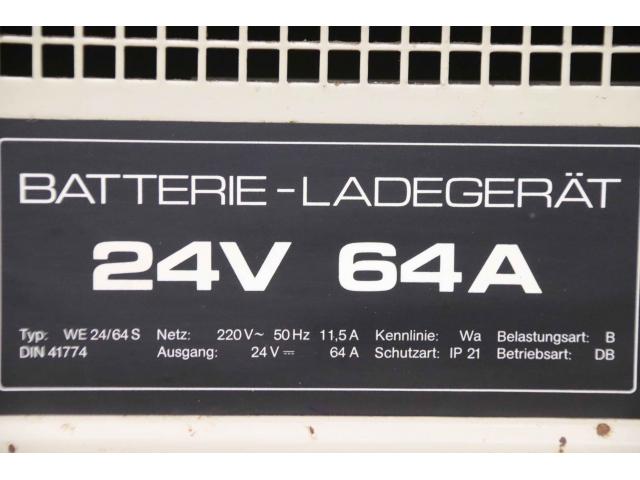 BATTERIE-LADEGERÄT
24V 64A
Typ: WE 24/64 S Netz: 220 V~ 50 Hz 11,5 A Kennlinie: Wa Belastungsart: B
DIN 41774 Ausgang: 24 V ⎓ 64 A Schutzart: IP 21 Betriebsart: DB